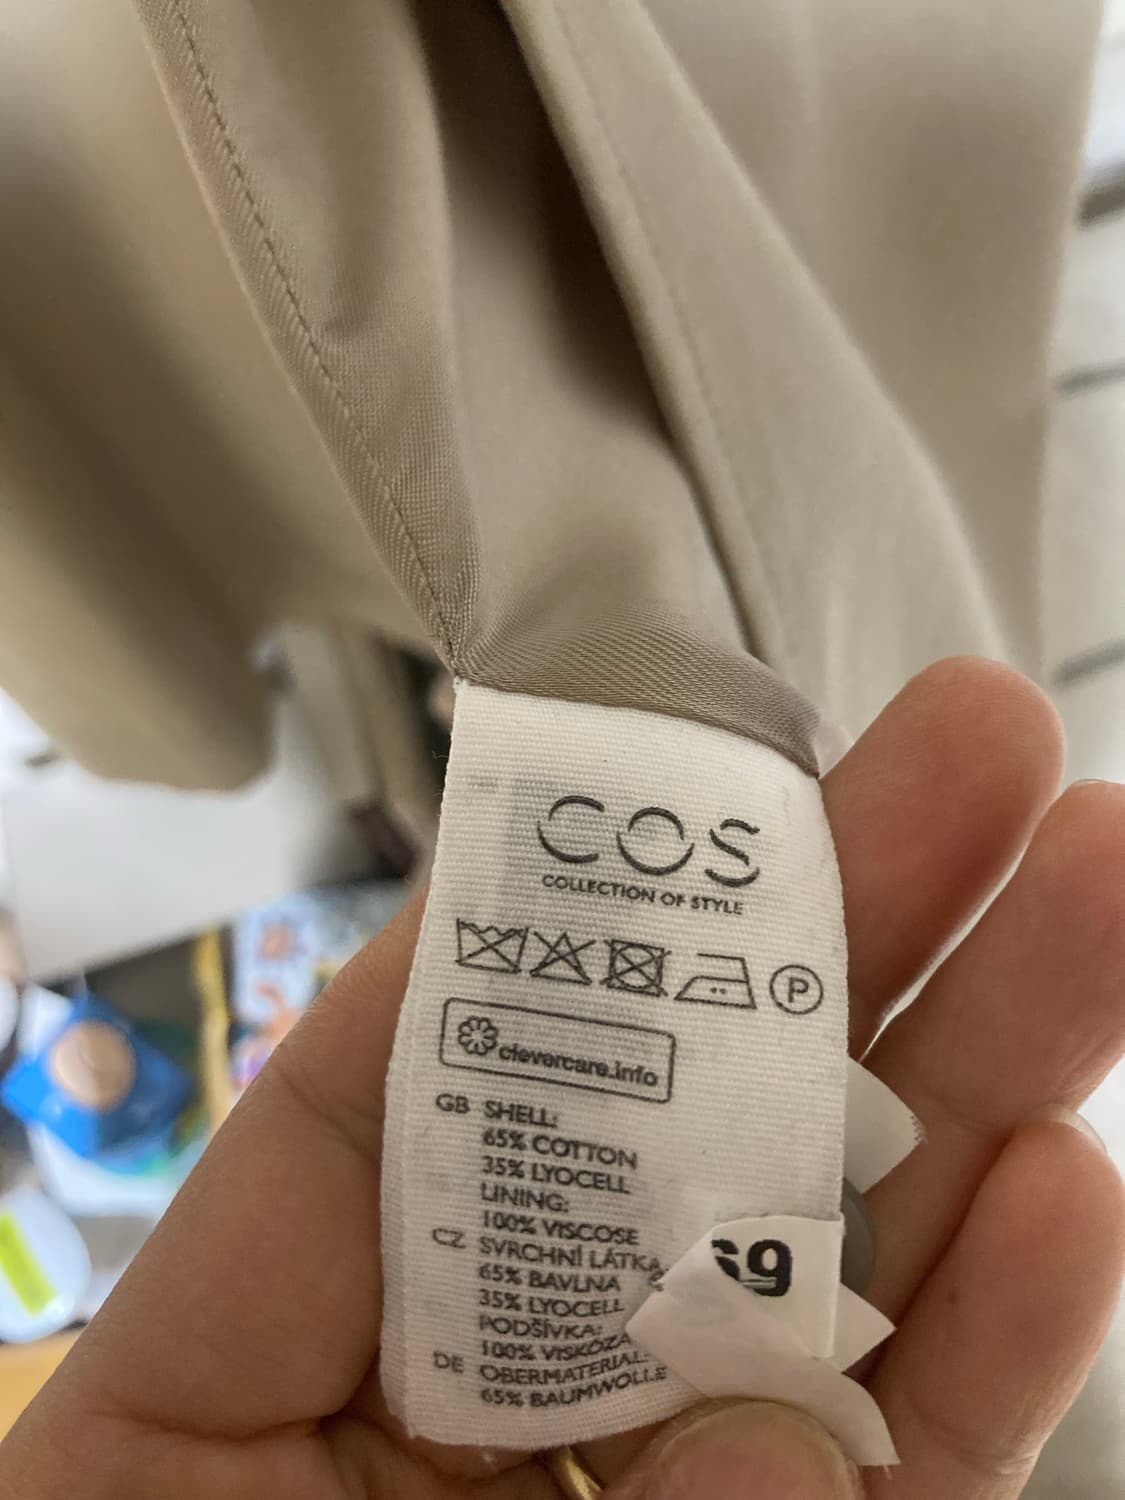 COS
COLLECTION OF STYLE
P
clevercare.info
GB SHELL:
65% COTTON
35% LYOCELL
LINING:
100% VISCOSE
CZ SVRCHNÍ LÁTKA
65% BAVLNA
35% LYOCELL
PODŠÍVKA:
100% VISKÓZA
DE OBERMATERIAL:
65% BAUMWOLLE
69